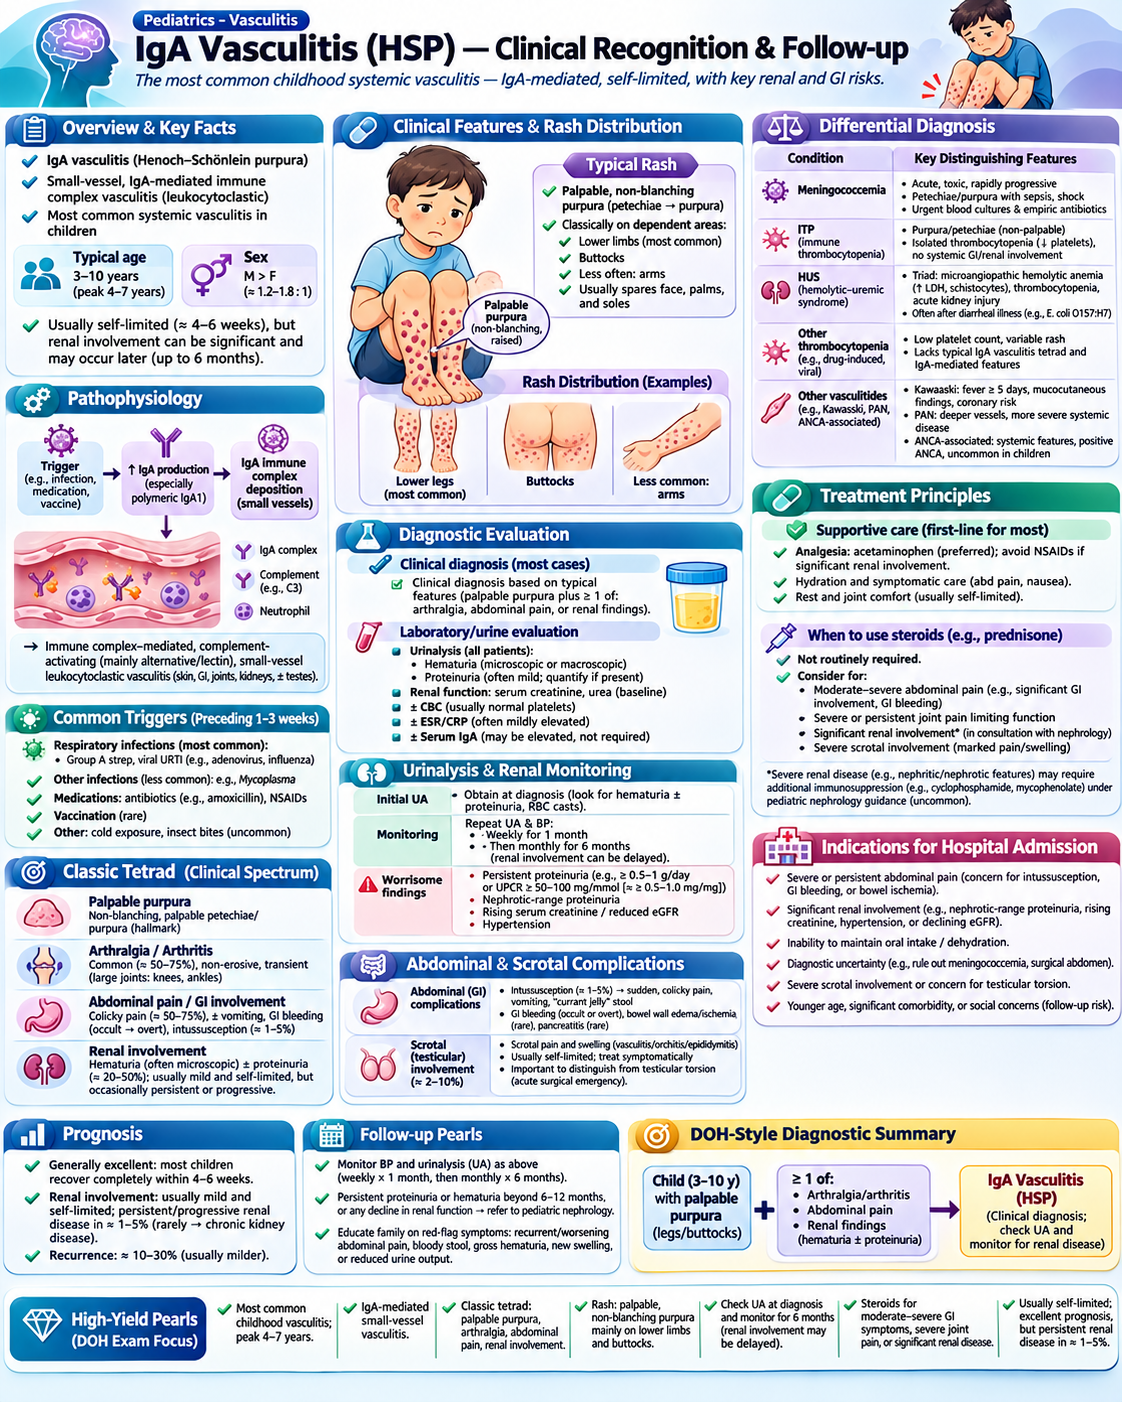 Pediatrics – Vasculitis
IgA Vasculitis (HSP) — Clinical Recognition & Follow-up
The most common childhood systemic vasculitis — IgA-mediated, self-limited, with key renal and GI risks.
Overview & Key Facts
IgA vasculitis (Henoch–Schönlein purpura)
Small-vessel, IgA-mediated immune
complex vasculitis (leukocytoclastic)
Most common systemic vasculitis in
children
Typical age
3–10 years
(peak 4–7 years)
Sex
M > F
(≈ 1.2–1.8 : 1)
Usually self-limited (≈ 4–6 weeks), but
renal involvement can be significant and
may occur later (up to 6 months).
Pathophysiology
Trigger
(e.g., infection,
medication,
vaccine)
↑ IgA production
(especially
polymeric IgA1)
IgA immune
complex
deposition
(small vessels)
IgA complex
Complement
(e.g., C3)
Neutrophil
→ Immune complex–mediated, complement-
activating (mainly alternative/lectin), small-vessel
leukocytoclastic vasculitis (skin, GI, joints, kidneys, ± testes).
Common Triggers (Preceding 1–3 weeks)
Respiratory infections (most common):
• Group A strep, viral URTI (e.g., adenovirus, influenza)
Other infections (less common): e.g., Mycoplasma
Medications: antibiotics (e.g., amoxicillin), NSAIDs
Vaccination (rare)
Other: cold exposure, insect bites (uncommon)
Classic Tetrad (Clinical Spectrum)
Palpable purpura
Non-blanching, palpable petechiae/
purpura (hallmark)
Arthralgia / Arthritis
Common (≈ 50–75%), non-erosive, transient
(large joints: knees, ankles)
Abdominal pain / GI involvement
Colicky pain (≈ 50–75%), ± vomiting, GI bleeding
(occult → overt), intussusception (≈ 1–5%)
Renal involvement
Hematuria (often microscopic) ± proteinuria
(≈ 20–50%); usually mild and self-limited, but
occasionally persistent or progressive.
Clinical Features & Rash Distribution
Typical Rash
Palpable, non-blanching
purpura (petechiae → purpura)
Classically on dependent areas:
Lower limbs (most common)
Buttocks
Less often: arms
Usually spares face, palms,
and soles
Palpable
purpura
(non-blanching,
raised)
Rash Distribution (Examples)
Lower legs
(most common)
Buttocks
Less common:
arms
Diagnostic Evaluation
Clinical diagnosis (most cases)
Clinical diagnosis based on typical
features (palpable purpura plus ≥ 1 of:
arthralgia, abdominal pain, or renal findings).
Laboratory/urine evaluation
Urinalysis (all patients):
• Hematuria (microscopic or macroscopic)
• Proteinuria (often mild; quantify if present)
Renal function: serum creatinine, urea (baseline)
± CBC (usually normal platelets)
± ESR/CRP (often mildly elevated)
± Serum IgA (may be elevated, not required)
Urinalysis & Renal Monitoring
Initial UA
• Obtain at diagnosis (look for hematuria ±
proteinuria, RBC casts).
Monitoring
Repeat UA & BP:
• · Weekly for 1 month
• • Then monthly for 6 months
(renal involvement can be delayed).
Worrisome
findings
• Persistent proteinuria (e.g., ≥ 0.5–1 g/day
or UPCR ≥ 50–100 mg/mmol [≈ ≥ 0.5–1.0 mg/mg])
• Nephrotic-range proteinuria
• Rising serum creatinine / reduced eGFR
• Hypertension
Abdominal & Scrotal Complications
Abdominal (GI)
complications
• Intussusception (≈ 1–5%) → sudden, colicky pain,
vomiting, "currant jelly" stool
• GI bleeding (occult or overt), bowel wall edema/ischemia
(rare), pancreatitis (rare)
Scrotal
(testicular)
involvement
(≈ 2–10%)
• Scrotal pain and swelling (vasculitis/orchitis/epididymitis)
• Usually self-limited; treat symptomatically
• Important to distinguish from testicular torsion
(acute surgical emergency).
Differential Diagnosis
Condition
Key Distinguishing Features
Meningococcemia
• Acute, toxic, rapidly progressive
• Petechiae/purpura with sepsis, shock
• Urgent blood cultures & empiric antibiotics
ITP
(immune
thrombocytopenia)
• Purpura/petechiae (non-palpable)
• Isolated thrombocytopenia (↓ platelets),
no systemic GI/renal involvement
HUS
(hemolytic–uremic
syndrome)
• Triad: microangiopathic hemolytic anemia
(↑ LDH, schistocytes), thrombocytopenia,
acute kidney injury
• Often after diarrheal illness (e.g., E. coli O157:H7)
Other
thrombocytopenia
(e.g., drug-induced,
viral)
• Low platelet count, variable rash
• Lacks typical IgA vasculitis tetrad and
IgA-mediated features
Other vasculitides
(e.g., Kawasski, PAN,
ANCA-associated)
• Kawaaski: fever ≥ 5 days, mucocutaneous
findings, coronary risk
• PAN: deeper vessels, more severe systemic
disease
• ANCA-associated: systemic features, positive
ANCA, uncommon in children
Treatment Principles
Supportive care (first-line for most)
Analgesia: acetaminophen (preferred); avoid NSAIDs if
significant renal involvement.
Hydration and symptomatic care (abd pain, nausea).
Rest and joint comfort (usually self-limited).
When to use steroids (e.g., prednisone)
Not routinely required.
Consider for:
• Moderate–severe abdominal pain (e.g., significant GI
involvement, GI bleeding)
• Severe or persistent joint pain limiting function
• Significant renal involvement* (in consultation with nephrology)
• Severe scrotal involvement (marked pain/swelling)
*Severe renal disease (e.g., nephritic/nephrotic features) may require
additional immunosuppression (e.g., cyclophosphamide, mycophenolate) under
pediatric nephrology guidance (uncommon).
Indications for Hospital Admission
Severe or persistent abdominal pain (concern for intussusception,
GI bleeding, or bowel ischemia).
Significant renal involvement (e.g., nephrotic-range proteinuria, rising
creatinine, hypertension, or declining eGFR).
Inability to maintain oral intake / dehydration.
Diagnostic uncertainty (e.g., rule out meningococcemia, surgical abdomen).
Severe scrotal involvement or concern for testicular torsion.
Younger age, significant comorbidity, or social concerns (follow-up risk).
Prognosis
Generally excellent: most children
recover completely within 4–6 weeks.
Renal involvement: usually mild and
self-limited; persistent/progressive renal
disease in ≈ 1–5% (rarely → chronic kidney
disease).
Recurrence: ≈ 10–30% (usually milder).
Follow-up Pearls
Monitor BP and urinalysis (UA) as above
(weekly × 1 month, then monthly × 6 months).
Persistent proteinuria or hematuria beyond 6–12 months,
or any decline in renal function → refer to pediatric nephrology.
Educate family on red-flag symptoms: recurrent/worsening
abdominal pain, bloody stool, gross hematuria, new swelling,
or reduced urine output.
DOH-Style Diagnostic Summary
Child (3–10 y)
with palpable
purpura
(legs/buttocks)
+
≥ 1 of:
• Arthralgia/arthritis
• Abdominal pain
• Renal findings
(hematuria ± proteinuria)
IgA Vasculitis
(HSP)
(Clinical diagnosis;
check UA and
monitor for renal disease)
High-Yield Pearls
(DOH Exam Focus)
Most common
childhood vasculitis;
peak 4–7 years.
IgA-mediated
small-vessel
vasculitis.
Classic tetrad:
palpable purpura,
arthralgia, abdominal
pain, renal involvement.
Rash: palpable,
non-blanching purpura
mainly on lower limbs
and buttocks.
Check UA at diagnosis
and monitor for 6 months
(renal involvement may
be delayed).
Steroids for
moderate–severe GI
symptoms, severe joint
pain, or significant renal disease.
Usually self-limited;
excellent prognosis,
but persistent renal
disease in ≈ 1–5%.